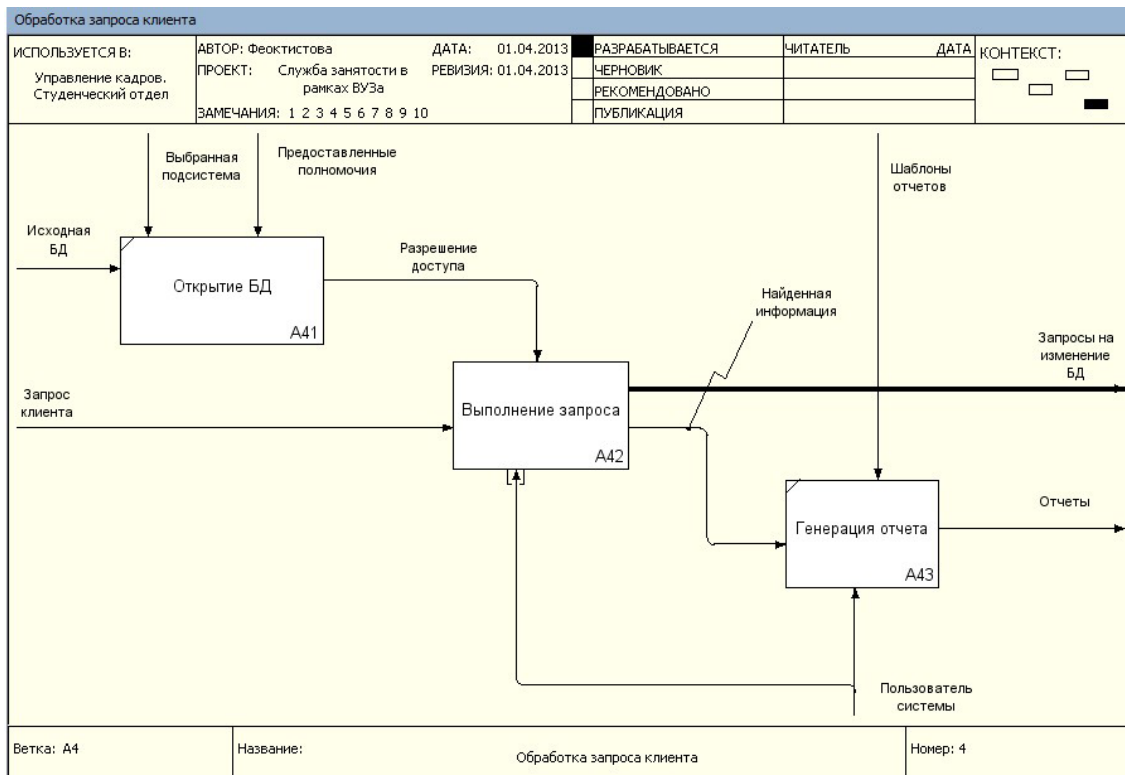 Обработка запроса клиента
ИСПОЛЬЗУЕТСЯ В:
Управление кадров.
Студенческий отдел
АВТОР: Феоктистова
ДАТА: 01.04.2013
ПРОЕКТ: Служба занятости в
рамках ВУЗа
РЕВИЗИЯ: 01.04.2013
ЗАМЕЧАНИЯ: 1 2 3 4 5 6 7 8 9 10
РАЗРАБАТЫВАЕТСЯ
ЧЕРНОВИК
РЕКОМЕНДОВАНО
ПУБЛИКАЦИЯ
ЧИТАТЕЛЬ
ДАТА
КОНТЕКСТ:
Выбранная
подсистема
Предоставленные
полномочия
Шаблоны
отчетов
Исходная
БД
Открытие БД
A41
Разрешение
доступа
Найденная
информация
Запросы на
изменение
БД
Запрос
клиента
Выполнение запроса
A42
Генерация отчета
A43
Отчеты
Пользователь
системы
Ветка: A4
Название:
Обработка запроса клиента
Номер: 4